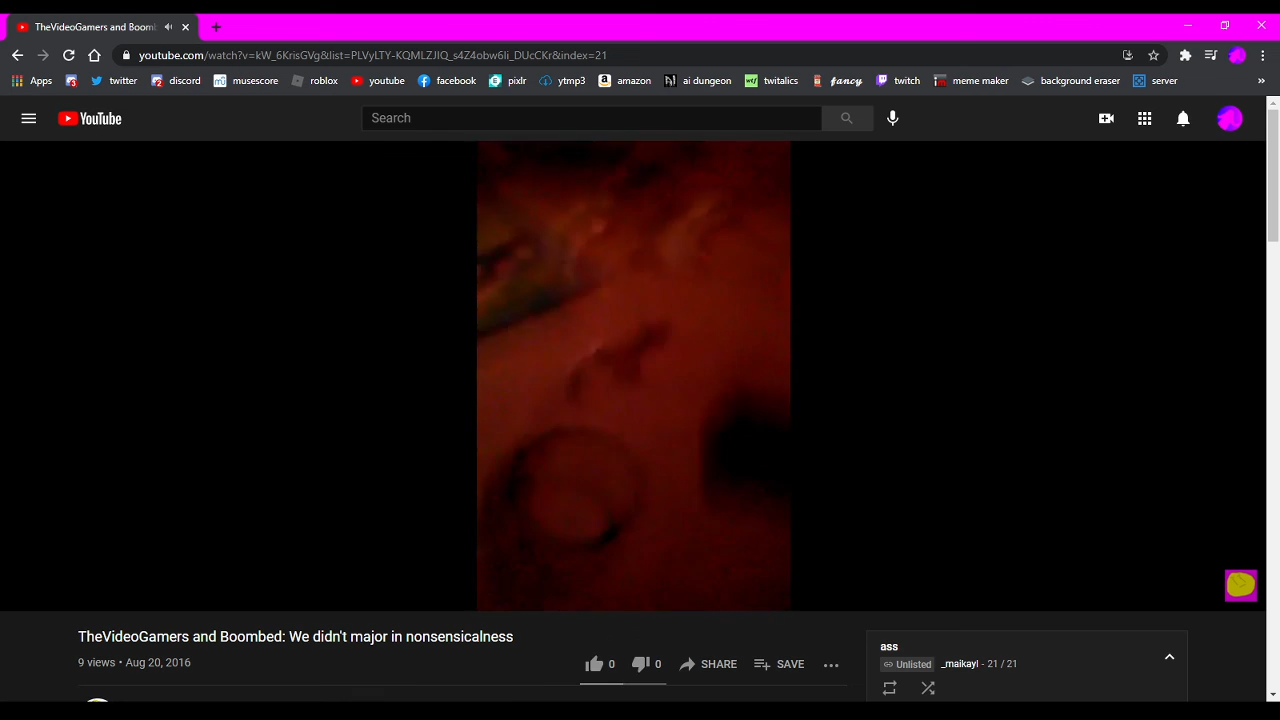 TheVideoGamers and Boomb
youtube.com/watch?v=kW_6KrisGVg&list=PLVyLTY-KQMLZJIQ_s4Z4obw6li_DUcCKr&index=21
Apps twitter discord musescore roblox youtube facebook pixlr ytmp3 amazon ai dungeon twitalics fancy twitch meme maker background eraser server
YouTube Search
TheVideoGamers and Boombed: We didn't major in nonsensicalness
9 views • Aug 20, 2016
0 0 SHARE SAVE
ass
Unlisted _maikayl - 21 / 21